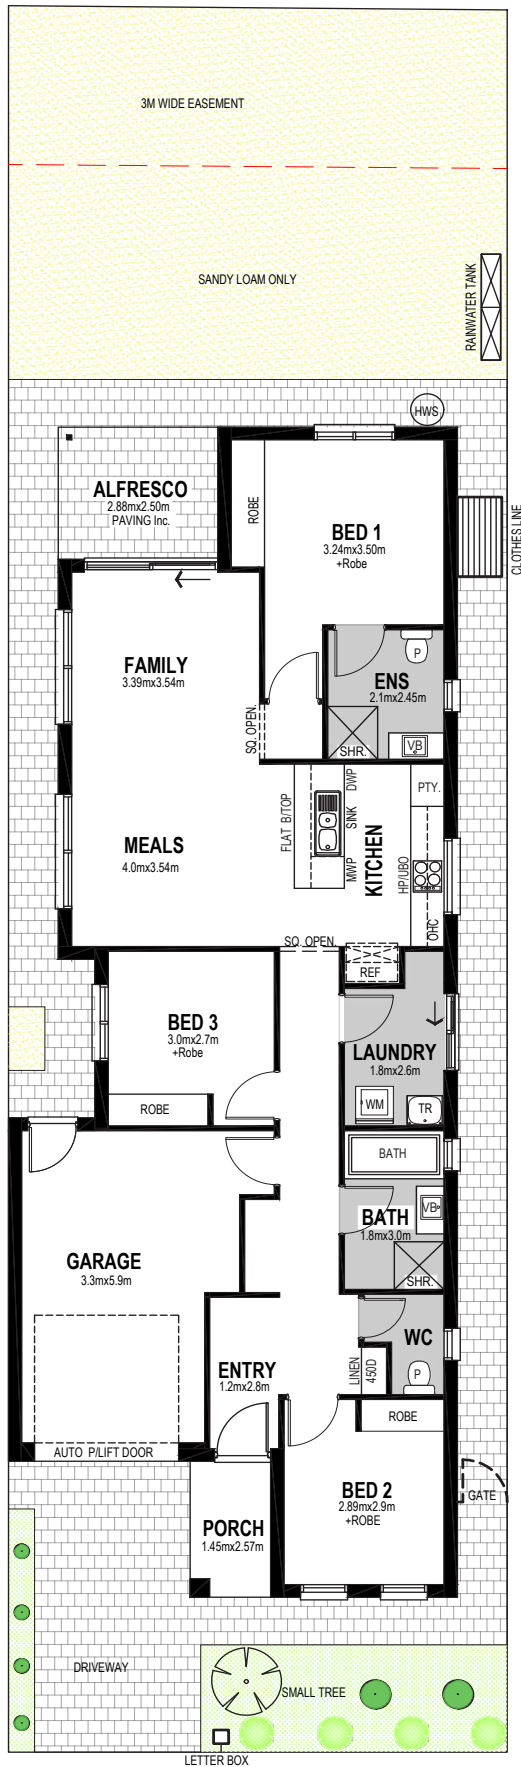 3M WIDE EASEMENT
SANDY LOAM ONLY
RAINWATER TANK
HWS
ALFRESCO
2.88mx2.50m
PAVING Inc.
ROBE
BED 1
3.24mx3.50m
+Robe
CLOTHES LINE
FAMILY
3.39mx3.54m
P
ENS
2.1mx2.45m
SQ. OPEN.
SHR.
VB
FLAT B/TOP
DWP
SINK
MWP
KITCHEN
PTY.
HP/UBO
OHC
MEALS
4.0mx3.54m
SQ. OPEN.
REF
BED 3
3.0mx2.7m
+Robe
LAUNDRY
1.8mx2.6m
ROBE
WM
TR
BATH
VB
BATH
1.8mx3.0m
SHR.
GARAGE
3.3mx5.9m
WC
P
LINEN
450D
ENTRY
1.2mx2.8m
ROBE
AUTO P/LIFT DOOR
BED 2
2.89mx2.9m
+ROBE
GATE
PORCH
1.45mx2.57m
DRIVEWAY
SMALL TREE
LETTER BOX